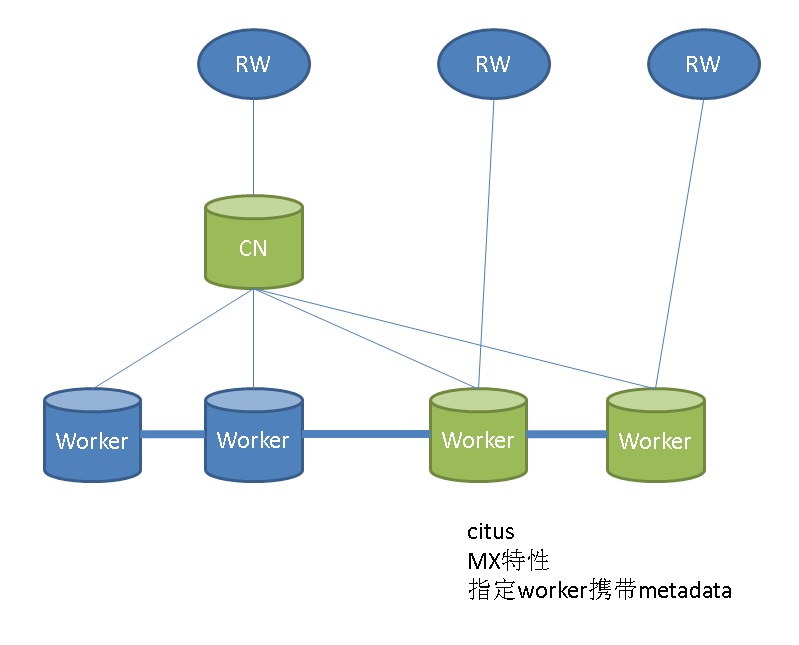 RW RW RW
CN
Worker Worker Worker Worker
citus
MX特性
指定worker携带metadata